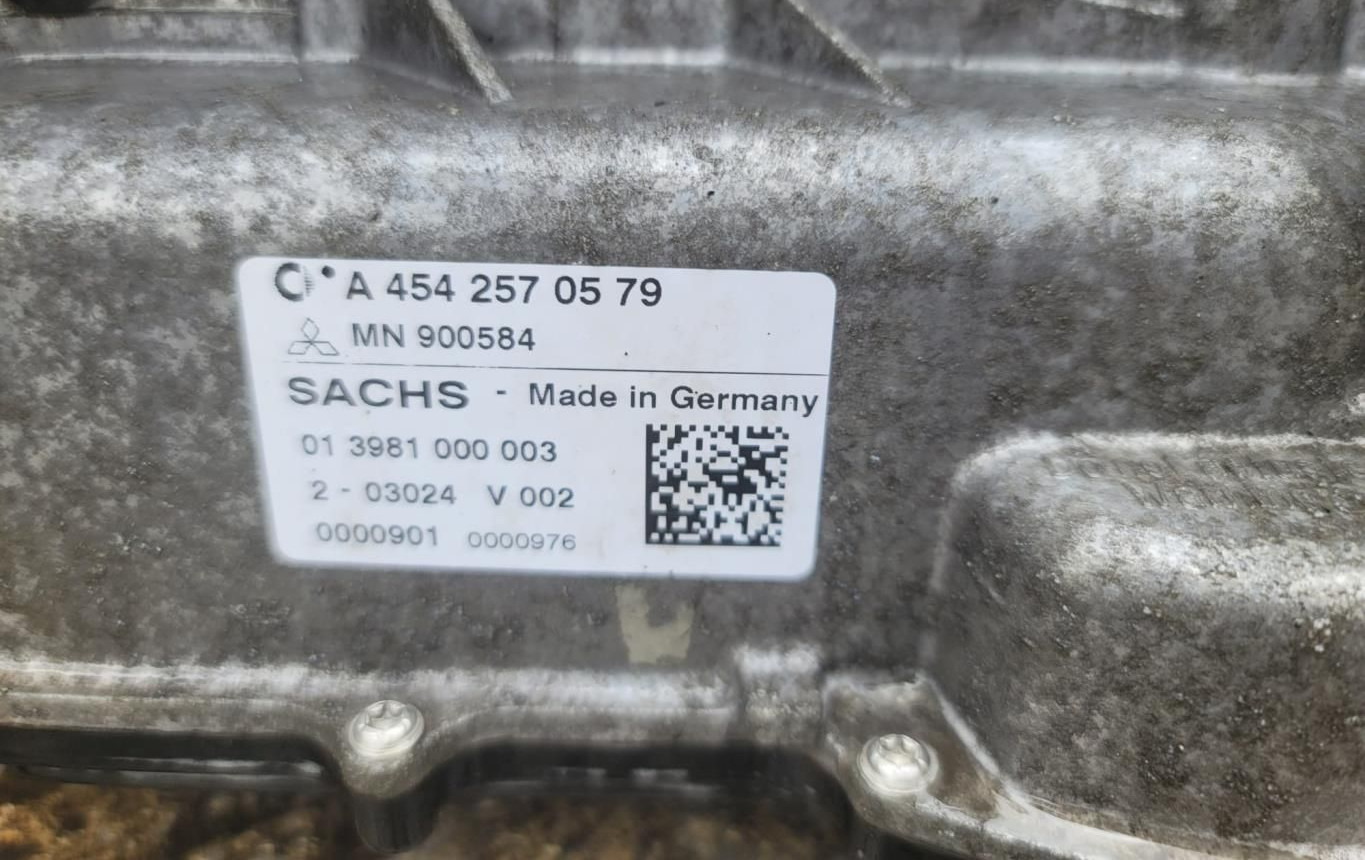 A 454 257 05 79
MN 900584
SACHS - Made in Germany
01 3981 000 003
2 - 03024 V 002
0000901 0000976